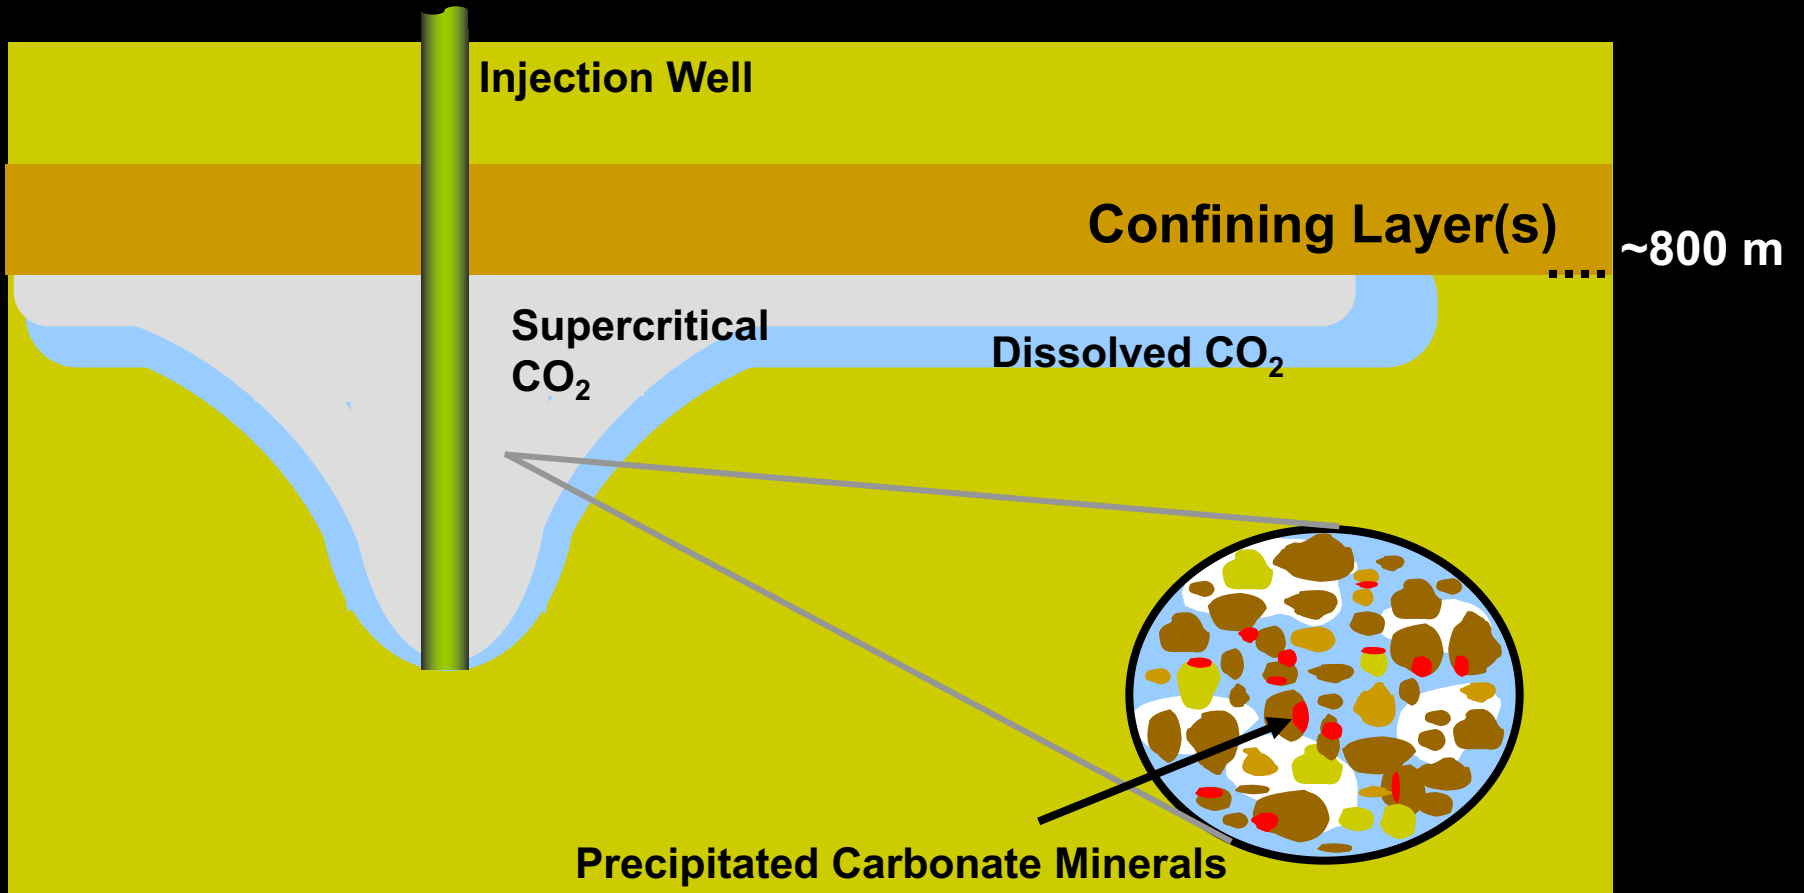 Injection Well
Confining Layer(s)
~800 m
Supercritical
CO₂
Dissolved CO₂
Precipitated Carbonate Minerals